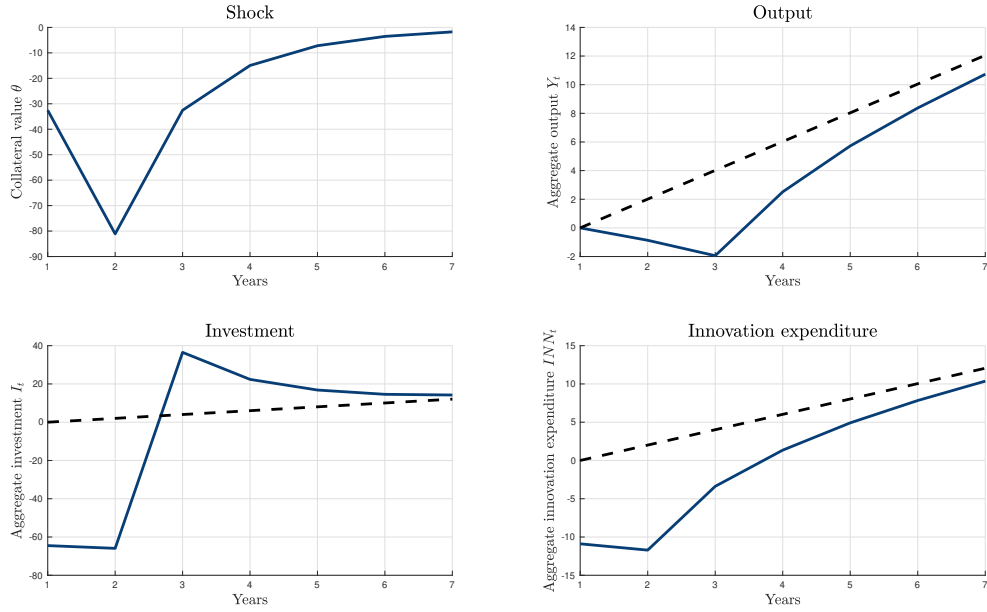 Shock
Collateral value θ
0
-10
-20
-30
-40
-50
-60
-70
-80
-90
1 2 3 4 5 6 7
Years
Output
Aggregate output Y_t
14
12
10
8
6
4
2
0
-2
1 2 3 4 5 6 7
Years
Investment
Aggregate investment I_t
40
20
0
-20
-40
-60
-80
1 2 3 4 5 6 7
Years
Innovation expenditure
Aggregate innovation expenditure INN_t
15
10
5
0
-5
-10
-15
1 2 3 4 5 6 7
Years